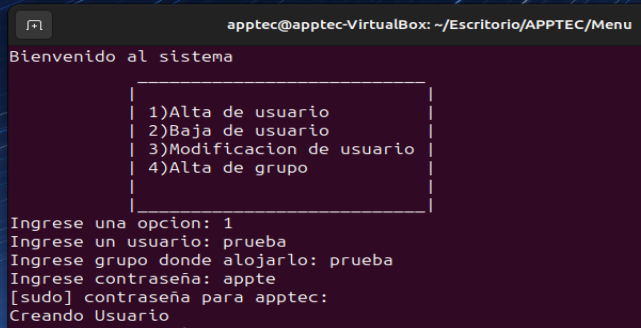 apptec@apptec-VirtualBox: ~/Escritorio/APPTEC/Menu
Bienvenido al sistema
1)Alta de usuario
2)Baja de usuario
3)Modificacion de usuario
4)Alta de grupo
Ingrese una opcion: 1
Ingrese un usuario: prueba
Ingrese grupo donde alojarlo: prueba
Ingrese contraseña: appte
[sudo] contraseña para apptec:
Creando Usuario